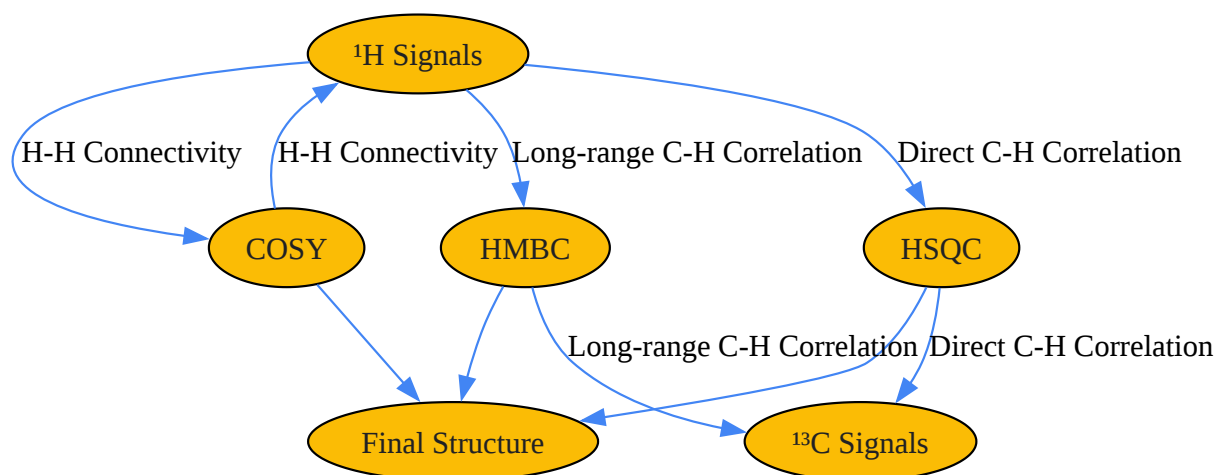 ¹H Signals
H-H Connectivity
H-H Connectivity
Long-range C-H Correlation
Direct C-H Correlation
COSY
HMBC
HSQC
Long-range C-H Correlation
Direct C-H Correlation
Final Structure
¹³C Signals